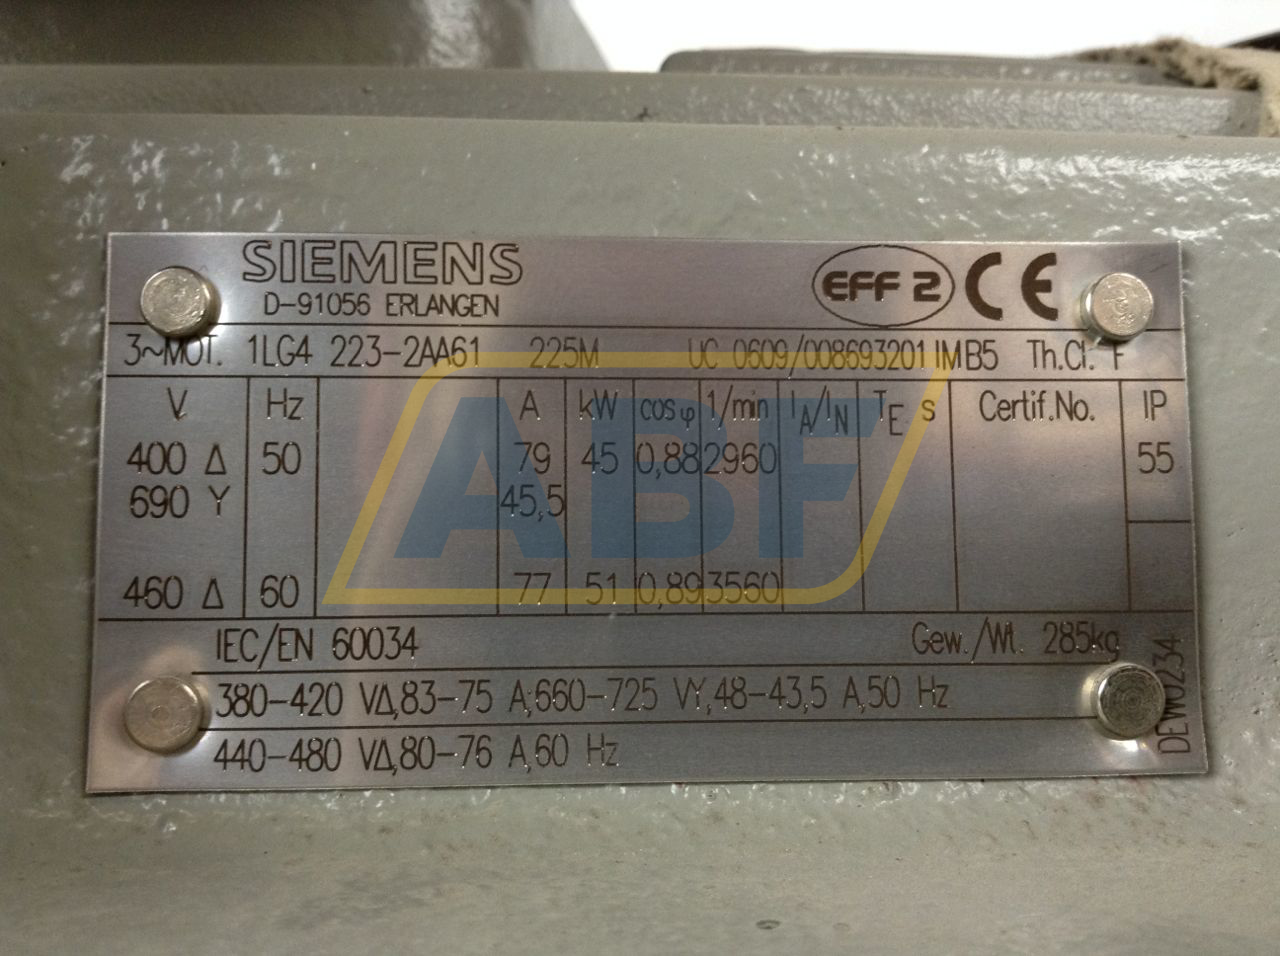 SIEMENS
D-91056 ERLANGEN
EFF 2 CE
3~MOT. 1LG4 223-2AA61 225M UC 0609/008693201 IM B5 Th.Cl. F
V Hz A kW cosφ 1/min IA/IN TE s Certif.No. IP
400 Δ 50 79 45 0,88 2960 55
690 Y 45,5
460 Δ 60 77 51 0,89 3560
IEC/EN 60034 Gew./Wt. 285kg
380-420 VΔ,83-75 A,660-725 VY,48-43,5 A,50 Hz
440-480 VΔ,80-76 A,60 Hz
DEW0234
ABF